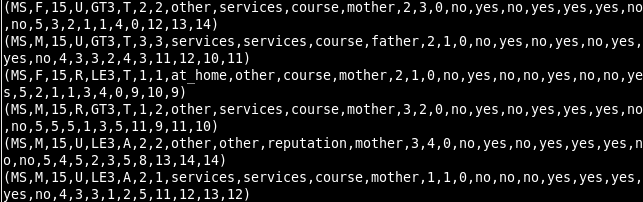 (MS,F,15,U,GT3,T,2,2,other,services,course,mother,2,3,0,no,yes,no,yes,yes,yes,no
,no,5,3,2,1,1,4,0,12,13,14)
(MS,M,15,U,GT3,T,3,3,services,services,course,father,2,1,0,no,yes,no,yes,no,yes,
yes,no,4,3,3,2,4,3,11,12,10,11)
(MS,F,15,R,LE3,T,1,1,at_home,other,course,mother,2,1,0,no,yes,no,no,yes,no,no,ye
s,5,2,1,1,3,4,0,9,10,9)
(MS,M,15,R,GT3,T,1,2,other,services,course,mother,3,2,0,no,yes,no,yes,yes,yes,no
,no,5,5,5,1,3,5,11,9,11,10)
(MS,M,15,U,LE3,A,2,2,other,other,reputation,mother,3,4,0,no,yes,no,yes,yes,yes,n
o,no,5,4,5,2,3,5,8,13,14,14)
(MS,M,15,U,LE3,A,2,1,services,services,course,mother,1,1,0,no,no,no,yes,yes,yes,
yes,no,4,3,3,1,2,5,11,12,13,12)